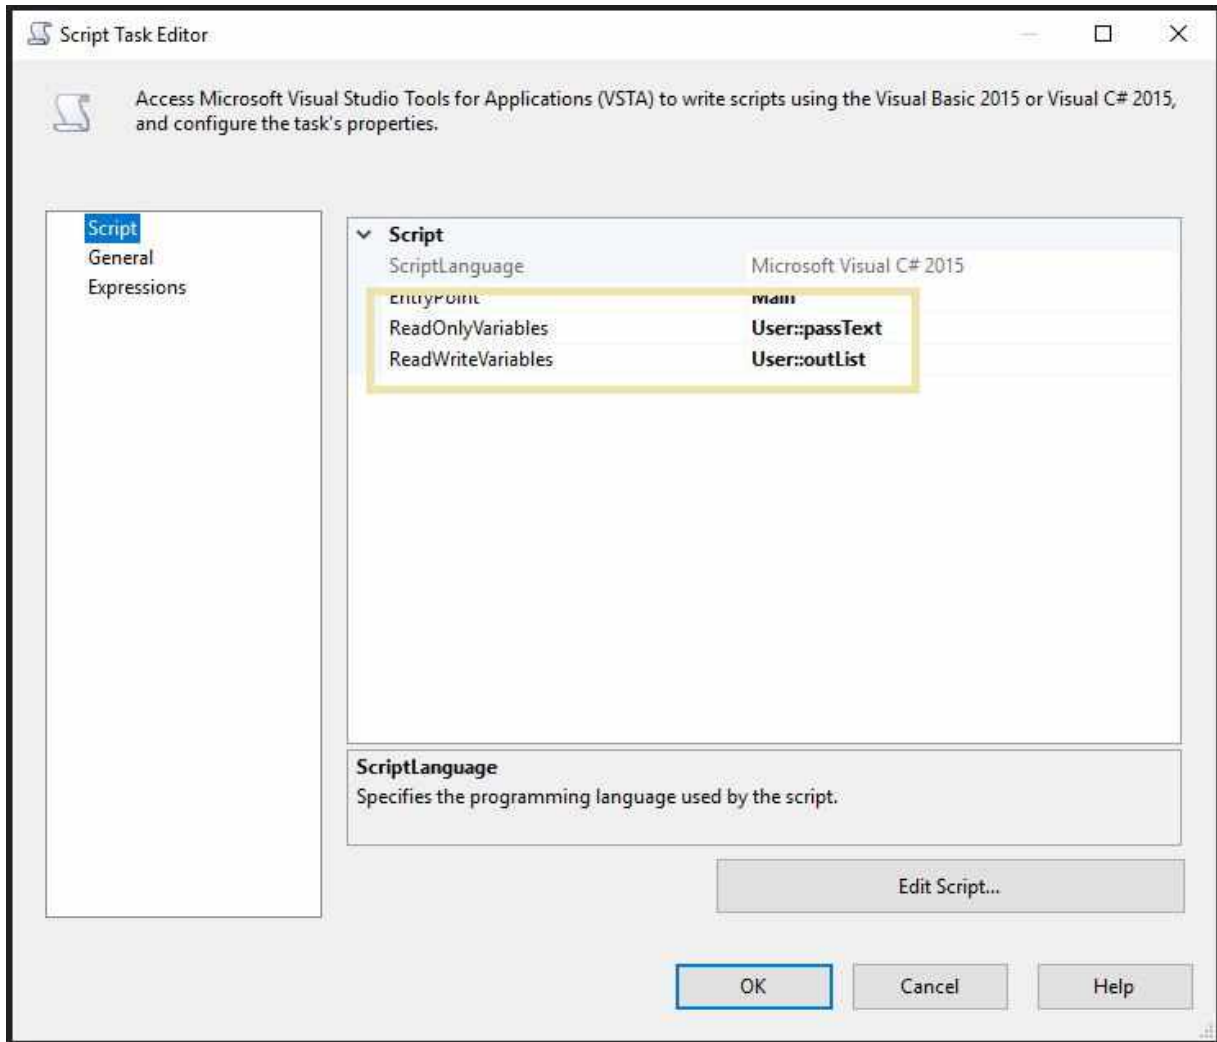 Script Task Editor
Access Microsoft Visual Studio Tools for Applications (VSTA) to write scripts using the Visual Basic 2015 or Visual C# 2015,
and configure the task's properties.
Script
General
Expressions
Script
ScriptLanguage Microsoft Visual C# 2015
EntryPoint Main
ReadOnlyVariables User::passText
ReadWriteVariables User::outList
ScriptLanguage
Specifies the programming language used by the script.
Edit Script...
OK Cancel Help